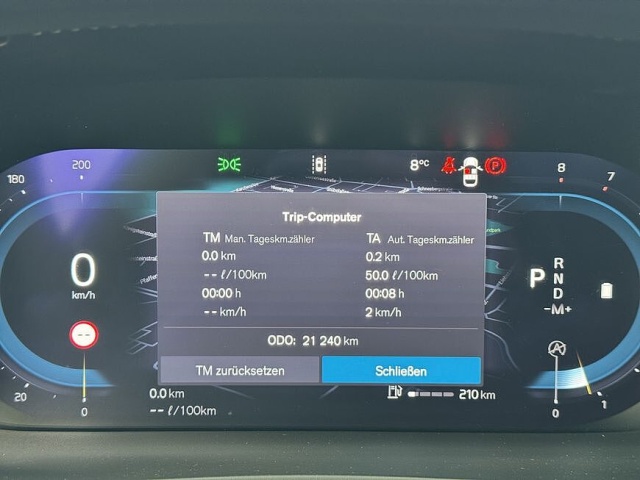 180
200
8°C
8
7
Trip-Computer
TM Man. Tageskm.zähler
TA Aut. Tageskm.zähler
0.0 km
0.2 km
-- ℓ/100km
50.0 ℓ/100km
00:00 h
00:08 h
-- km/h
2 km/h
ODO: 21 240 km
TM zurücksetzen
Schließen
0
km/h
--
P
R
N
D
-M+
A
20
0
0.0 km
-- ℓ/100km
210 km
0
1